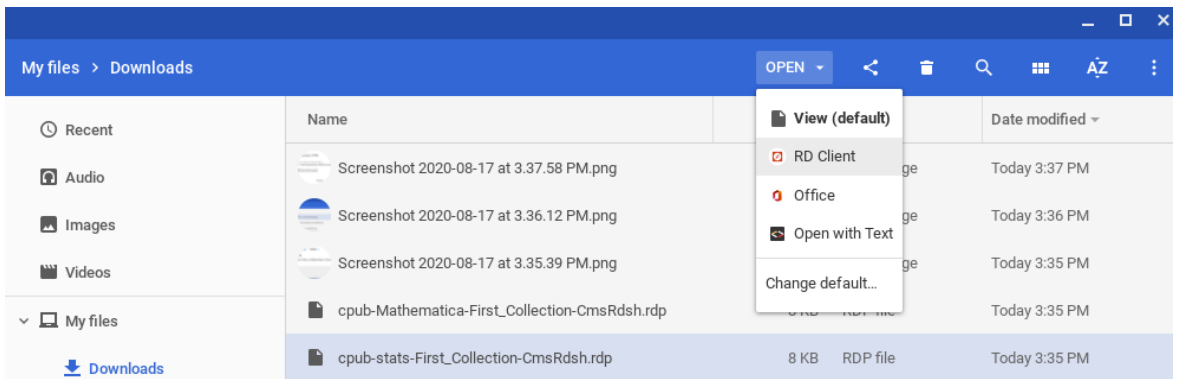 My files > Downloads
OPEN
AZ
Recent
Audio
Images
Videos
My files
Downloads
Name
Date modified
View (default)
RD Client
Office
Open with Text
Change default...
Screenshot 2020-08-17 at 3.37.58 PM.png ge Today 3:37 PM
Screenshot 2020-08-17 at 3.36.12 PM.png ge Today 3:36 PM
Screenshot 2020-08-17 at 3.35.39 PM.png ge Today 3:35 PM
cpub-Mathematica-First_Collection-CmsRdsh.rdp Today 3:35 PM
cpub-stats-First_Collection-CmsRdsh.rdp 8 KB RDP file Today 3:35 PM